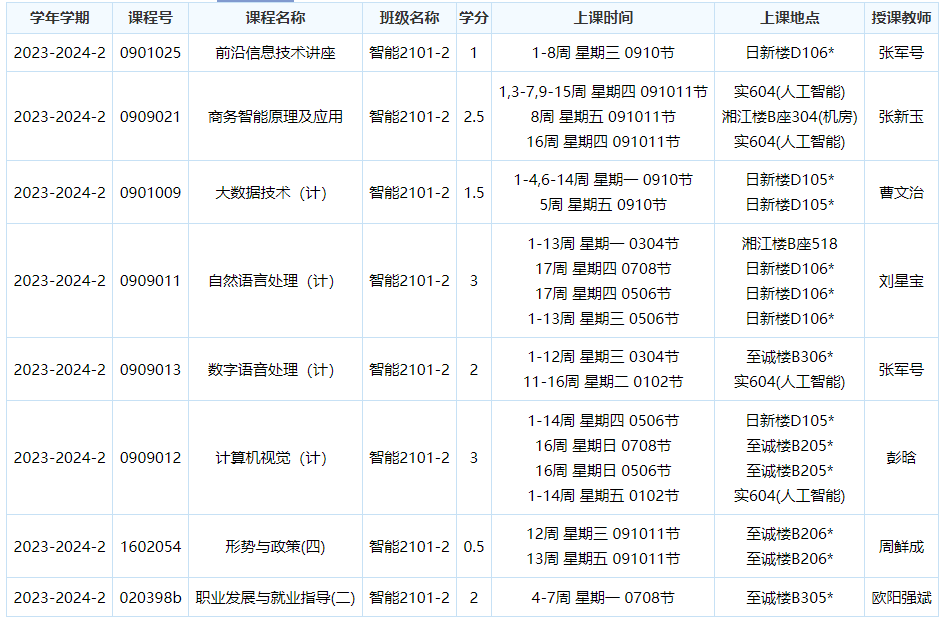 学年学期 课程号 课程名称 班级名称 学分 上课时间 上课地点 授课教师
2023-2024-2 0901025 前沿信息技术讲座 智能2101-2 1 1-8周 星期三 0910节 日新楼D106* 张军号
1,3-7,9-15周 星期四 091011节 实604(人工智能)
2023-2024-2 0909021 商务智能原理及应用 智能2101-2 2.5 8周 星期五 091011节 湘江楼B座304(机房) 张新玉
16周 星期四 091011节 实604(人工智能)
1-4,6-14周 星期一 0910节 日新楼D105*
2023-2024-2 0901009 大数据技术（计） 智能2101-2 1.5 曹文治
5周 星期五 0910节 日新楼D105*
1-13周 星期一 0304节 湘江楼B座518
17周 星期四 0708节 日新楼D106*
2023-2024-2 0909011 自然语言处理（计） 智能2101-2 3 刘星宝
17周 星期四 0506节 日新楼D106*
1-13周 星期三 0506节 日新楼D106*
1-12周 星期三 0304节 至诚楼B306*
2023-2024-2 0909013 数字语音处理（计） 智能2101-2 2 张军号
11-16周 星期二 0102节 实604(人工智能)
1-14周 星期四 0506节 日新楼D105*
16周 星期日 0708节 至诚楼B205*
2023-2024-2 0909012 计算机视觉（计） 智能2101-2 3 彭晗
16周 星期日 0506节 至诚楼B205*
1-14周 星期五 0102节 实604(人工智能)
12周 星期三 091011节 至诚楼B206*
2023-2024-2 1602054 形势与政策(四) 智能2101-2 0.5 周鲜成
13周 星期五 091011节 至诚楼B206*
2023-2024-2 020398b 职业发展与就业指导(二) 智能2101-2 2 4-7周 星期一 0708节 至诚楼B305* 欧阳强斌